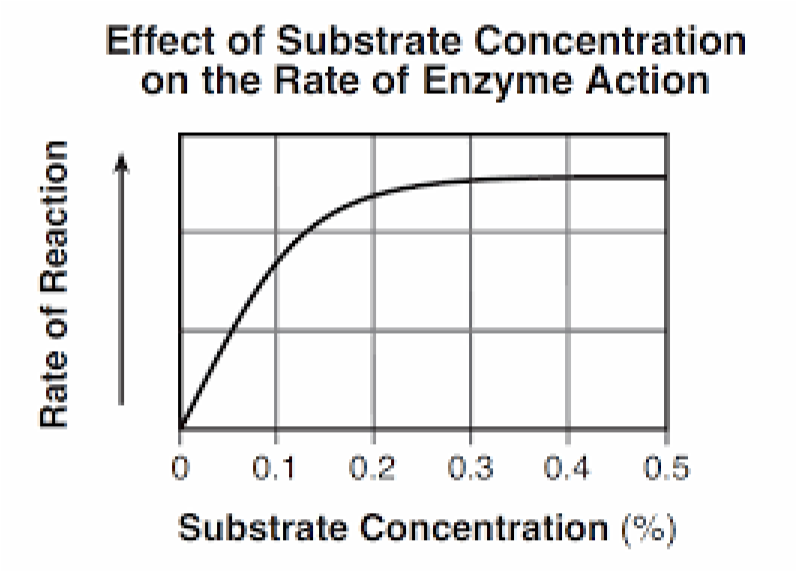 Effect of Substrate Concentration
on the Rate of Enzyme Action
Rate of Reaction
0 0.1 0.2 0.3 0.4 0.5
Substrate Concentration (%)